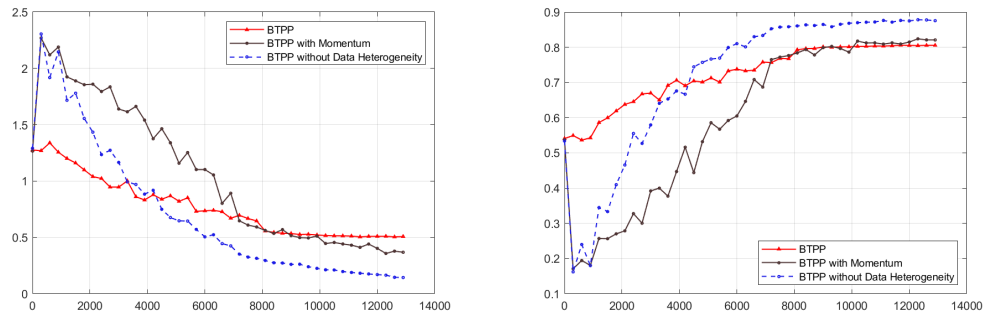 2.5
2
1.5
1
0.5
0
0 2000 4000 6000 8000 10000 12000 14000
BTPP
BTPP with Momentum
BTPP without Data Heterogeneity
0.9
0.8
0.7
0.6
0.5
0.4
0.3
0.2
0.1
0 2000 4000 6000 8000 10000 12000 14000
BTPP
BTPP with Momentum
BTPP without Data Heterogeneity